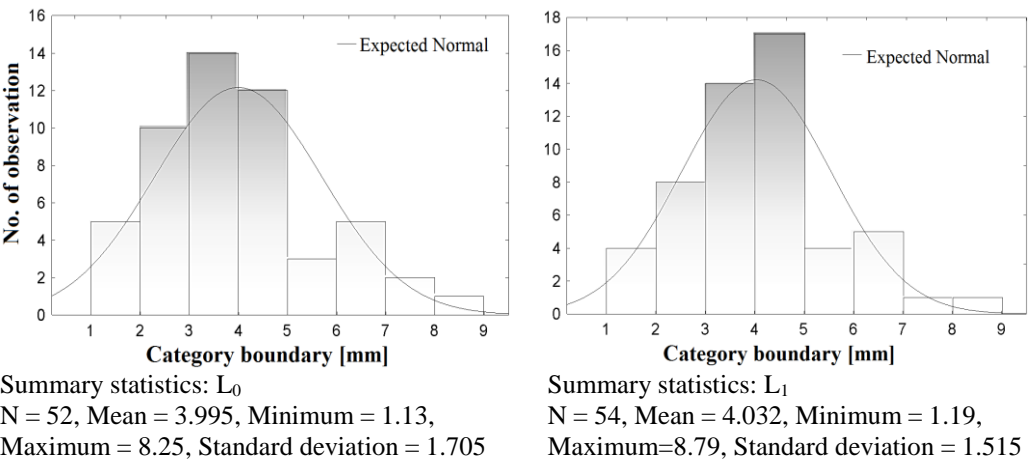 16
14
12
10
8
6
4
2
0
No. of observation
Expected Normal
1 2 3 4 5 6 7 8 9
Category boundary [mm]
Summary statistics: L₀
N = 52, Mean = 3.995, Minimum = 1.13,
Maximum = 8.25, Standard deviation = 1.705
18
16
14
12
10
8
6
4
2
0
Expected Normal
1 2 3 4 5 6 7 8 9
Category boundary [mm]
Summary statistics: L₁
N = 54, Mean = 4.032, Minimum = 1.19,
Maximum=8.79, Standard deviation = 1.515